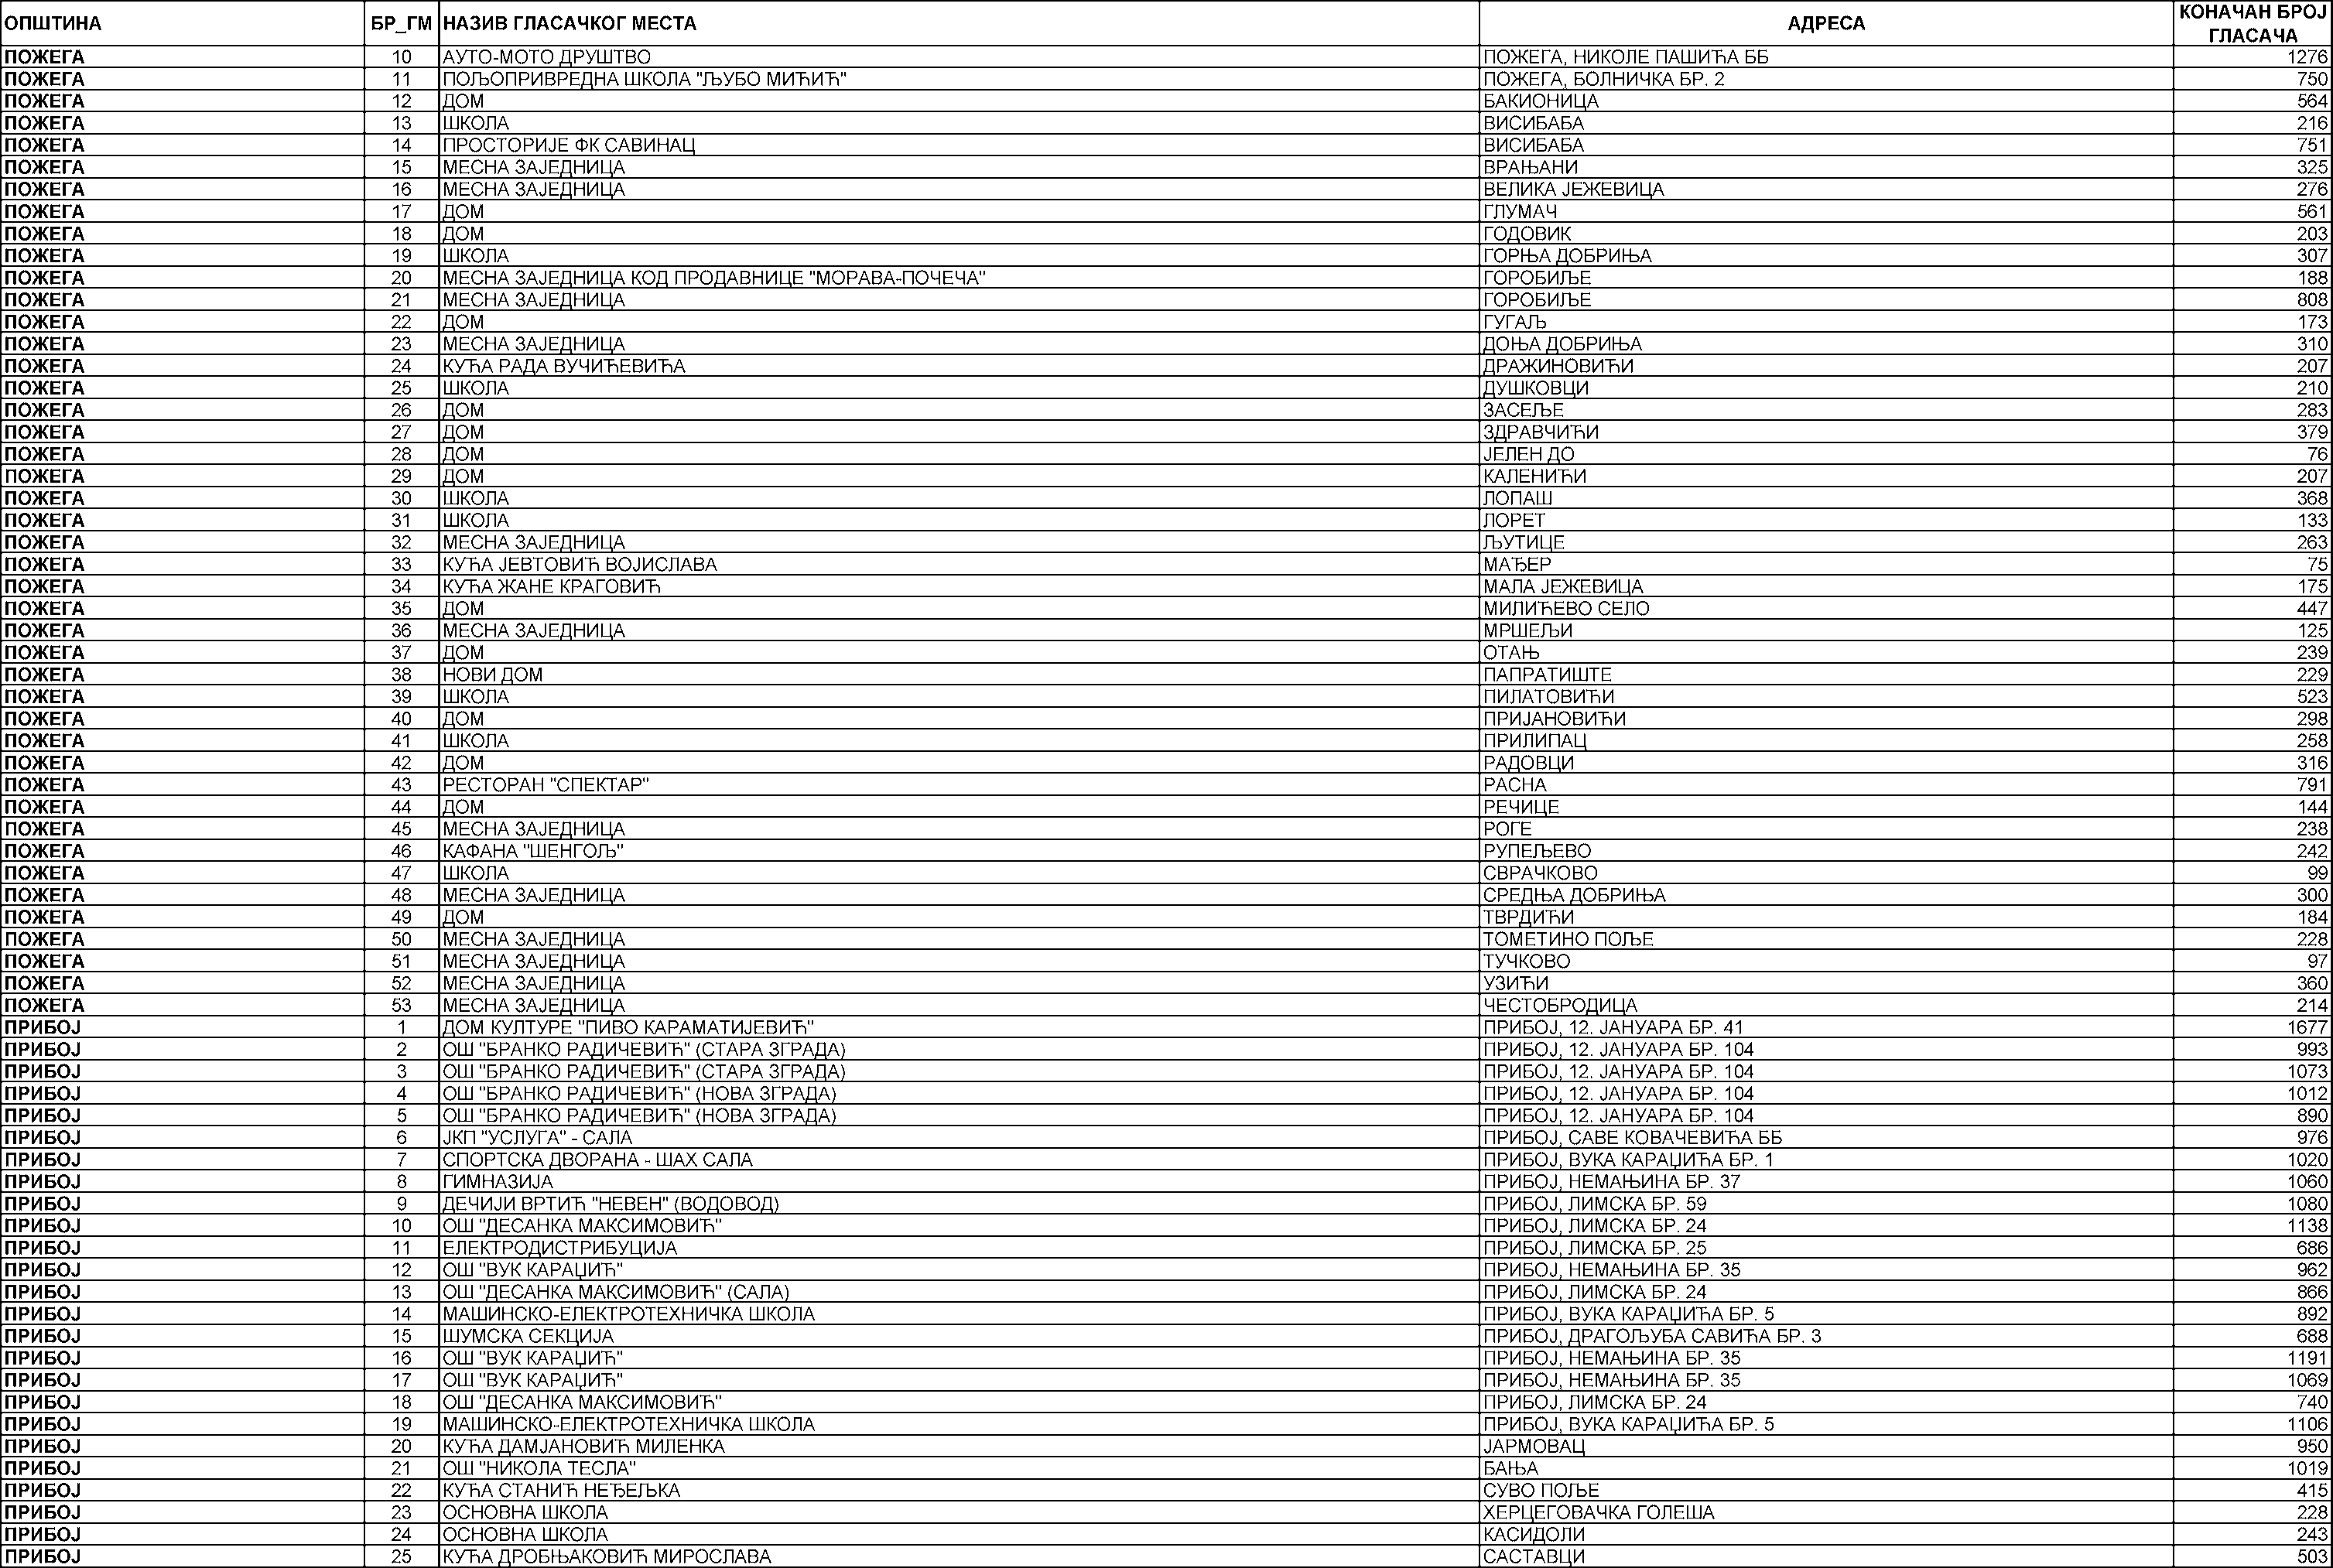 ОПШТИНА БР_ГМ НАЗИВ ГЛАСАЧКОГ МЕСТА АДРЕСА КОНАЧАН БРОЈ ГЛАСАЧА
ПОЖЕГА 10 АУТО-МОТО ДРУШТВО ПОЖЕГА, НИКОЛЕ ПАШИЋА ББ 1276
ПОЖЕГА 11 ПОЉОПРИВРЕДНА ШКОЛА "ЉУБО МИЋИЋ" ПОЖЕГА, БОЛНИЧКА БР. 2 750
ПОЖЕГА 12 ДОМ БАКИОНИЦА 564
ПОЖЕГА 13 ШКОЛА ВИСИБАБА 216
ПОЖЕГА 14 ПРОСТОРИЈЕ ФК САВИНАЦ ВИСИБАБА 751
ПОЖЕГА 15 МЕСНА ЗАЈЕДНИЦА ВРАЊАНИ 325
ПОЖЕГА 16 МЕСНА ЗАЈЕДНИЦА ВЕЛИКА ЈЕЖЕВИЦА 276
ПОЖЕГА 17 ДОМ ГЛУМАЧ 561
ПОЖЕГА 18 ДОМ ГОДОВИК 203
ПОЖЕГА 19 ШКОЛА ГОРЊА ДОБРИЊА 307
ПОЖЕГА 20 МЕСНА ЗАЈЕДНИЦА КОД ПРОДАВНИЦЕ "МОРАВА-ПОЧЕЧА" ГОРОБИЉЕ 188
ПОЖЕГА 21 МЕСНА ЗАЈЕДНИЦА ГОРОБИЉЕ 808
ПОЖЕГА 22 ДОМ ГУГАЉ 173
ПОЖЕГА 23 МЕСНА ЗАЈЕДНИЦА ДОЊА ДОБРИЊА 310
ПОЖЕГА 24 КУЋА РАДА ВУЧИЋЕВИЋА ДРАЖИНОВИЋИ 207
ПОЖЕГА 25 ШКОЛА ДУШКОВЦИ 210
ПОЖЕГА 26 ДОМ ЗАСЕЉЕ 283
ПОЖЕГА 27 ДОМ ЗДРАВЧИЋИ 379
ПОЖЕГА 28 ДОМ ЈЕЛЕН ДО 76
ПОЖЕГА 29 ДОМ КАЛЕНИЋИ 207
ПОЖЕГА 30 ШКОЛА ЛОПАШ 368
ПОЖЕГА 31 ШКОЛА ЛОРЕТ 133
ПОЖЕГА 32 МЕСНА ЗАЈЕДНИЦА ЉУТИЦЕ 263
ПОЖЕГА 33 КУЋА ЈЕВТОВИЋ ВОЈИСЛАВА МАЂЕР 75
ПОЖЕГА 34 КУЋА ЖАНЕ КРАГОВИЋ МАЛА ЈЕЖЕВИЦА 175
ПОЖЕГА 35 ДОМ МИЛИЋЕВО СЕЛО 447
ПОЖЕГА 36 МЕСНА ЗАЈЕДНИЦА МРШЕЉИ 125
ПОЖЕГА 37 ДОМ ОТАЊ 239
ПОЖЕГА 38 НОВИ ДОМ ПАПРАТИШТЕ 229
ПОЖЕГА 39 ШКОЛА ПИЛАТОВИЋИ 523
ПОЖЕГА 40 ДОМ ПРИЈАНОВИЋИ 298
ПОЖЕГА 41 ШКОЛА ПРИЛИПАЦ 258
ПОЖЕГА 42 ДОМ РАДОВЦИ 316
ПОЖЕГА 43 РЕСТОРАН "СПЕКТАР" РАСНА 791
ПОЖЕГА 44 ДОМ РЕЧИЦЕ 144
ПОЖЕГА 45 МЕСНА ЗАЈЕДНИЦА РОГЕ 238
ПОЖЕГА 46 КАФАНА "ШЕНГОЉ" РУПЕЉЕВО 242
ПОЖЕГА 47 ШКОЛА СВРАЧКОВО 99
ПОЖЕГА 48 МЕСНА ЗАЈЕДНИЦА СРЕДЊА ДОБРИЊА 300
ПОЖЕГА 49 ДОМ ТВРДИЋИ 184
ПОЖЕГА 50 МЕСНА ЗАЈЕДНИЦА ТОМЕТИНО ПОЉЕ 228
ПОЖЕГА 51 МЕСНА ЗАЈЕДНИЦА ТУЧКОВО 97
ПОЖЕГА 52 МЕСНА ЗАЈЕДНИЦА УЗИЋИ 360
ПОЖЕГА 53 МЕСНА ЗАЈЕДНИЦА ЧЕСТОБРОДИЦА 214
ПРИБОЈ 1 ДОМ КУЛТУРЕ "ПИВО КАРАМАТИЈЕВИЋ" ПРИБОЈ, 12. ЈАНУАРА БР. 41 1677
ПРИБОЈ 2 ОШ "БРАНКО РАДИЧЕВИЋ" (СТАРА ЗГРАДА) ПРИБОЈ, 12. ЈАНУАРА БР. 104 993
ПРИБОЈ 3 ОШ "БРАНКО РАДИЧЕВИЋ" (СТАРА ЗГРАДА) ПРИБОЈ, 12. ЈАНУАРА БР. 104 1073
ПРИБОЈ 4 ОШ "БРАНКО РАДИЧЕВИЋ" (НОВА ЗГРАДА) ПРИБОЈ, 12. ЈАНУАРА БР. 104 1012
ПРИБОЈ 5 ОШ "БРАНКО РАДИЧЕВИЋ" (НОВА ЗГРАДА) ПРИБОЈ, 12. ЈАНУАРА БР. 104 890
ПРИБОЈ 6 ЈКП "УСЛУГА" - САЛА ПРИБОЈ, САВЕ КОВАЧЕВИЋА ББ 976
ПРИБОЈ 7 СПОРТСКА ДВОРАНА - ШАХ САЛА ПРИБОЈ, ВУКА КАРАЏИЋА БР. 1 1020
ПРИБОЈ 8 ГИМНАЗИЈА ПРИБОЈ, НЕМАЊИНА БР. 37 1060
ПРИБОЈ 9 ДЕЧИЈИ ВРТИЋ "НЕВЕН" (ВОДОВОД) ПРИБОЈ, ЛИМСКА БР. 59 1080
ПРИБОЈ 10 ОШ "ДЕСАНКА МАКСИМОВИЋ" ПРИБОЈ, ЛИМСКА БР. 24 1138
ПРИБОЈ 11 ЕЛЕКТРОДИСТРИБУЦИЈА ПРИБОЈ, ЛИМСКА БР. 25 686
ПРИБОЈ 12 ОШ "ВУК КАРАЏИЋ" ПРИБОЈ, НЕМАЊИНА БР. 35 962
ПРИБОЈ 13 ОШ "ДЕСАНКА МАКСИМОВИЋ" (САЛА) ПРИБОЈ, ЛИМСКА БР. 24 866
ПРИБОЈ 14 МАШИНСКО-ЕЛЕКТРОТЕХНИЧКА ШКОЛА ПРИБОЈ, ВУКА КАРАЏИЋА БР. 5 892
ПРИБОЈ 15 ШУМСКА СЕКЦИЈА ПРИБОЈ, ДРАГОЉУБА САВИЋА БР. 3 688
ПРИБОЈ 16 ОШ "ВУК КАРАЏИЋ" ПРИБОЈ, НЕМАЊИНА БР. 35 1191
ПРИБОЈ 17 ОШ "ВУК КАРАЏИЋ" ПРИБОЈ, НЕМАЊИНА БР. 35 1069
ПРИБОЈ 18 ОШ "ДЕСАНКА МАКСИМОВИЋ" ПРИБОЈ, ЛИМСКА БР. 24 740
ПРИБОЈ 19 МАШИНСКО-ЕЛЕКТРОТЕХНИЧКА ШКОЛА ПРИБОЈ, ВУКА КАРАЏИЋА БР. 5 1106
ПРИБОЈ 20 КУЋА ДАМЈАНОВИЋ МИЛЕНКА ЈАРМОВАЦ 950
ПРИБОЈ 21 ОШ "НИКОЛА ТЕСЛА" БАЊА 1019
ПРИБОЈ 22 КУЋА СТАНИЋ НЕЂЕЉКА СУВО ПОЉЕ 415
ПРИБОЈ 23 ОСНОВНА ШКОЛА ХЕРЦЕГОВАЧКА ГОЛЕША 228
ПРИБОЈ 24 ОСНОВНА ШКОЛА КАСИДОЛИ 243
ПРИБОЈ 25 КУЋА ДРОБЊАКОВИЋ МИРОСЛАВА САСТАВЦИ 503